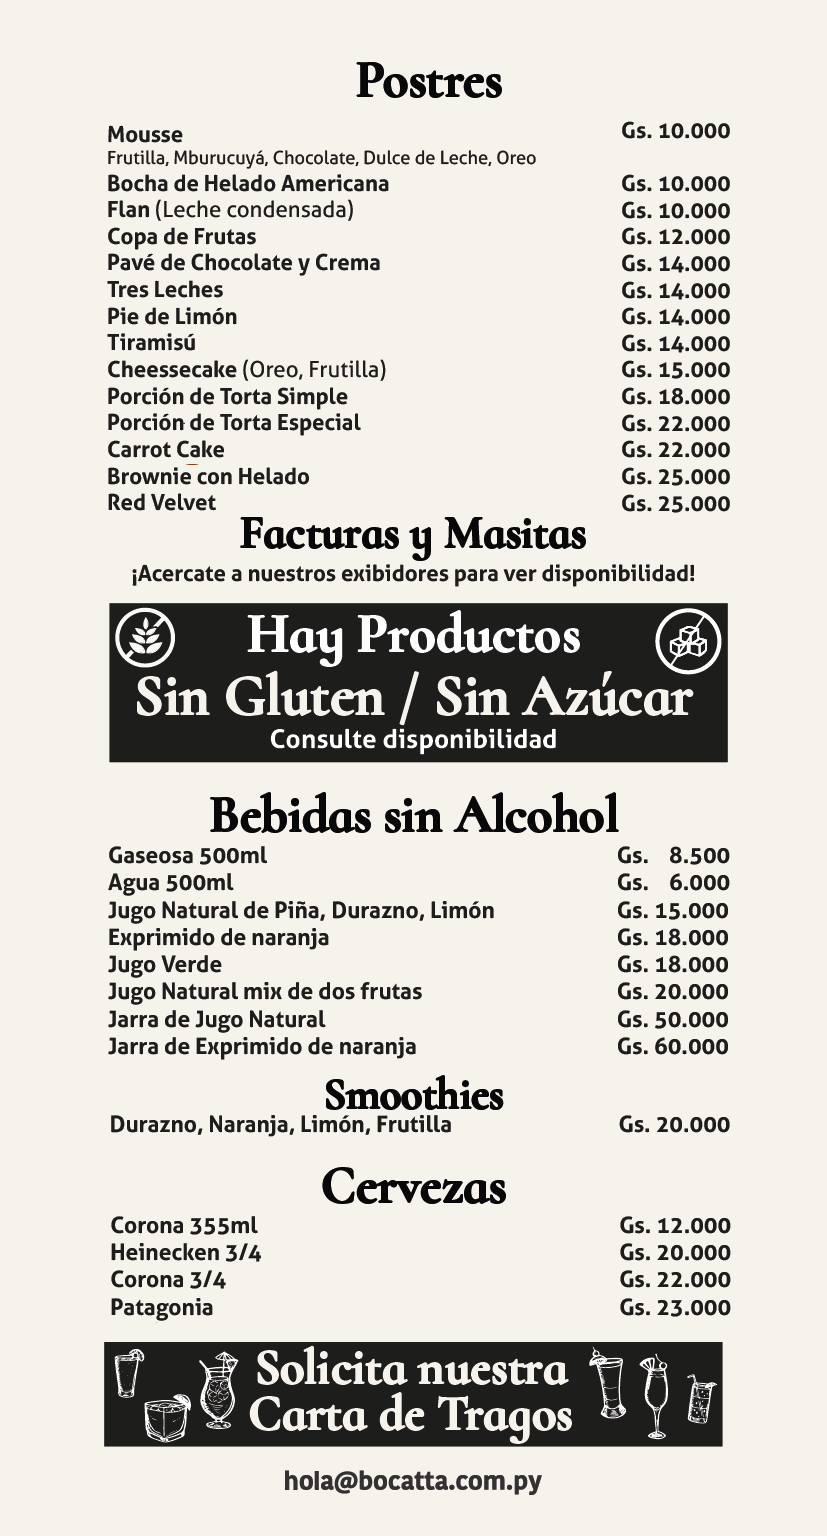 Postres
Mousse Gs. 10.000
Frutilla, Mburucuyá, Chocolate, Dulce de Leche, Oreo
Bocha de Helado Americana Gs. 10.000
Flan (Leche condensada) Gs. 10.000
Copa de Frutas Gs. 12.000
Pavé de Chocolate y Crema Gs. 14.000
Tres Leches Gs. 14.000
Pie de Limón Gs. 14.000
Tiramisú Gs. 14.000
Cheessecake (Oreo, Frutilla) Gs. 15.000
Porción de Torta Simple Gs. 18.000
Porción de Torta Especial Gs. 22.000
Carrot Cake Gs. 22.000
Brownie con Helado Gs. 25.000
Red Velvet Gs. 25.000
Facturas y Masitas
¡Acercate a nuestros exibidores para ver disponibilidad!
Hay Productos
Sin Gluten / Sin Azúcar
Consulte disponibilidad
Bebidas sin Alcohol
Gaseosa 500ml Gs. 8.500
Agua 500ml Gs. 6.000
Jugo Natural de Piña, Durazno, Limón Gs. 15.000
Exprimido de naranja Gs. 18.000
Jugo Verde Gs. 18.000
Jugo Natural mix de dos frutas Gs. 20.000
Jarra de Jugo Natural Gs. 50.000
Jarra de Exprimido de naranja Gs. 60.000
Smoothies
Durazno, Naranja, Limón, Frutilla Gs. 20.000
Cervezas
Corona 355ml Gs. 12.000
Heinecken 3/4 Gs. 20.000
Corona 3/4 Gs. 22.000
Patagonia Gs. 23.000
Solicita nuestra
Carta de Tragos
hola@bocatta.com.py